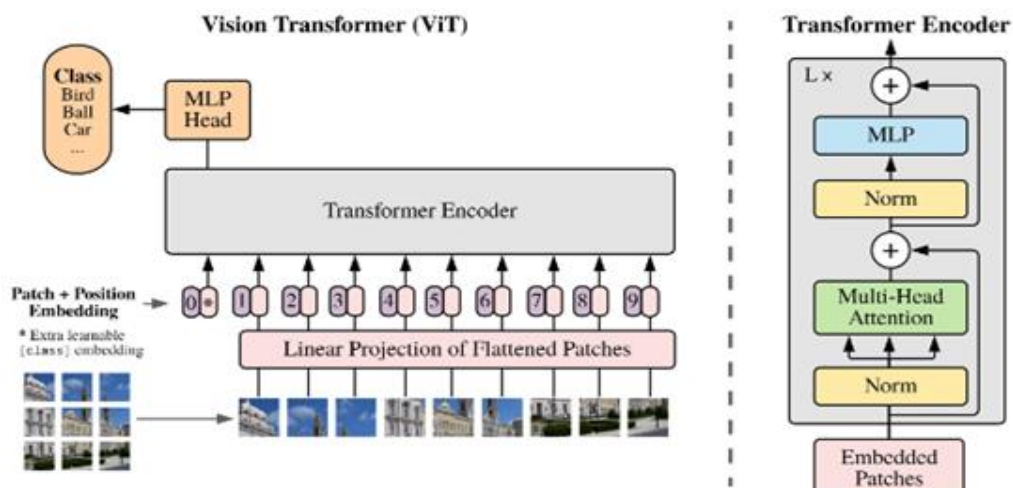 Vision Transformer (ViT)
Class
Bird
Ball
Car
...
MLP
Head
Transformer Encoder
Patch + Position
Embedding
0 * 1 2 3 4 5 6 7 8 9
* Extra learnable
[class] embedding
Linear Projection of Flattened Patches
Transformer Encoder
L ×
+
MLP
Norm
+
Multi-Head
Attention
Norm
Embedded
Patches